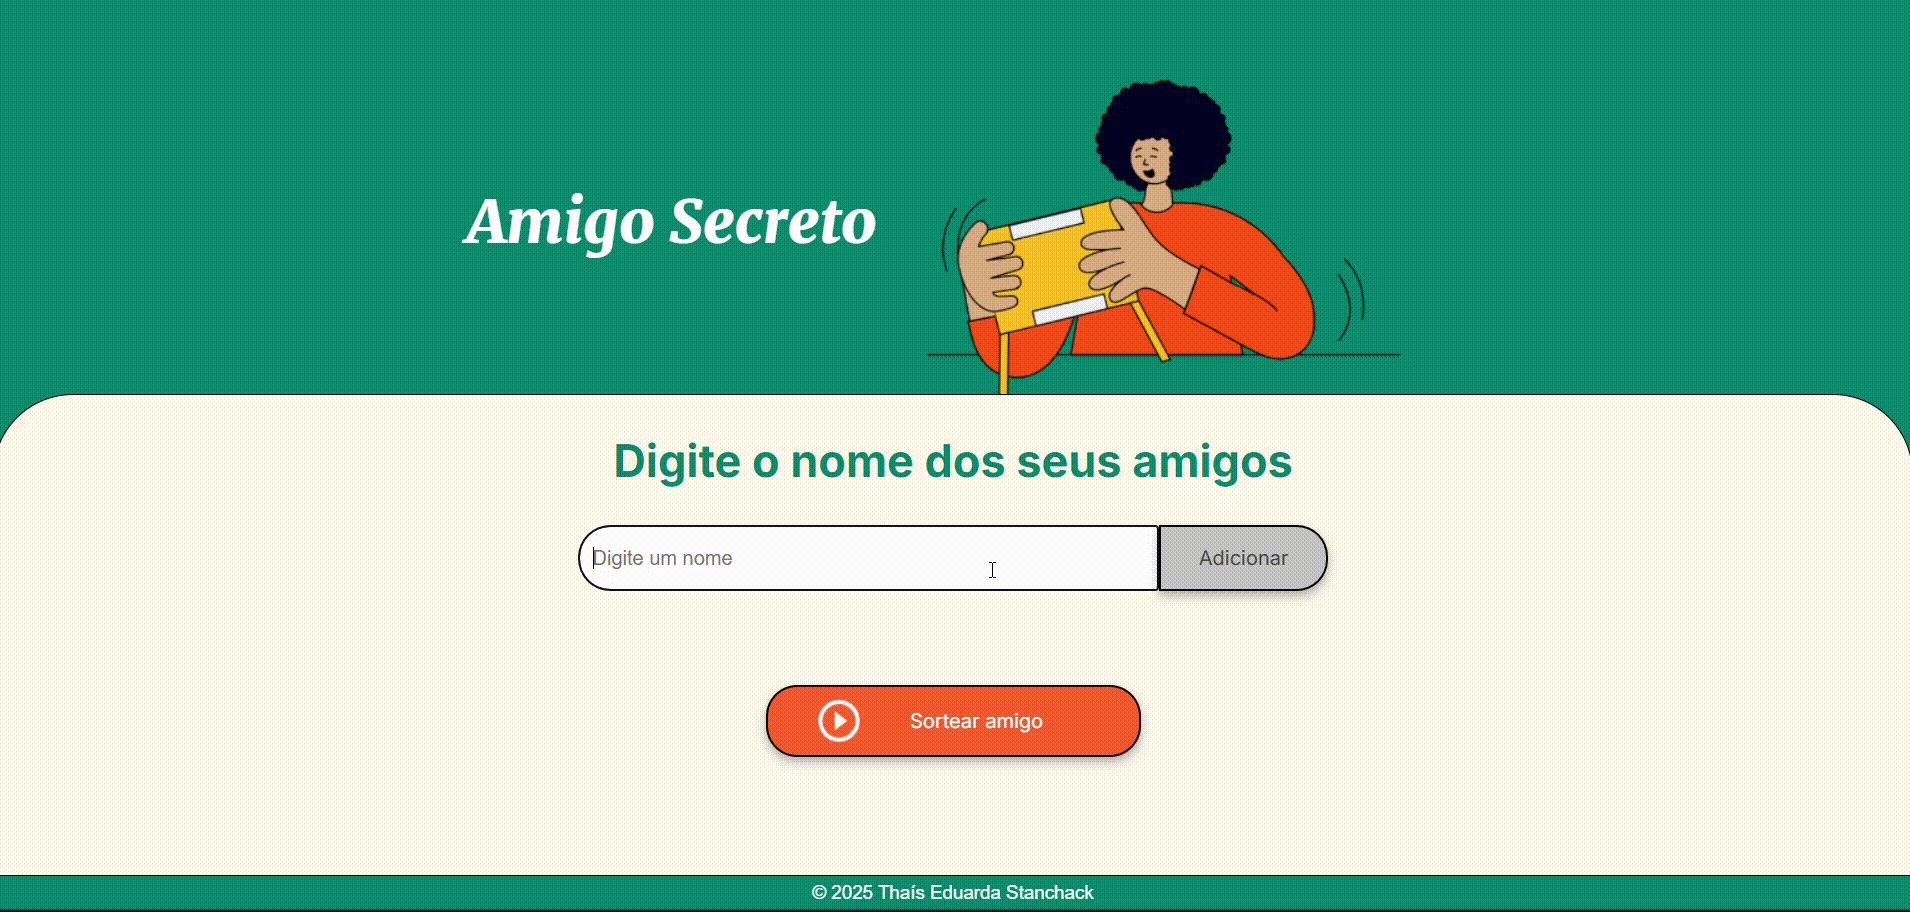 Amigo Secreto
Digite o nome dos seus amigos
Digite um nome
Adicionar
Sortear amigo
© 2025 Thaís Eduarda Stanchack